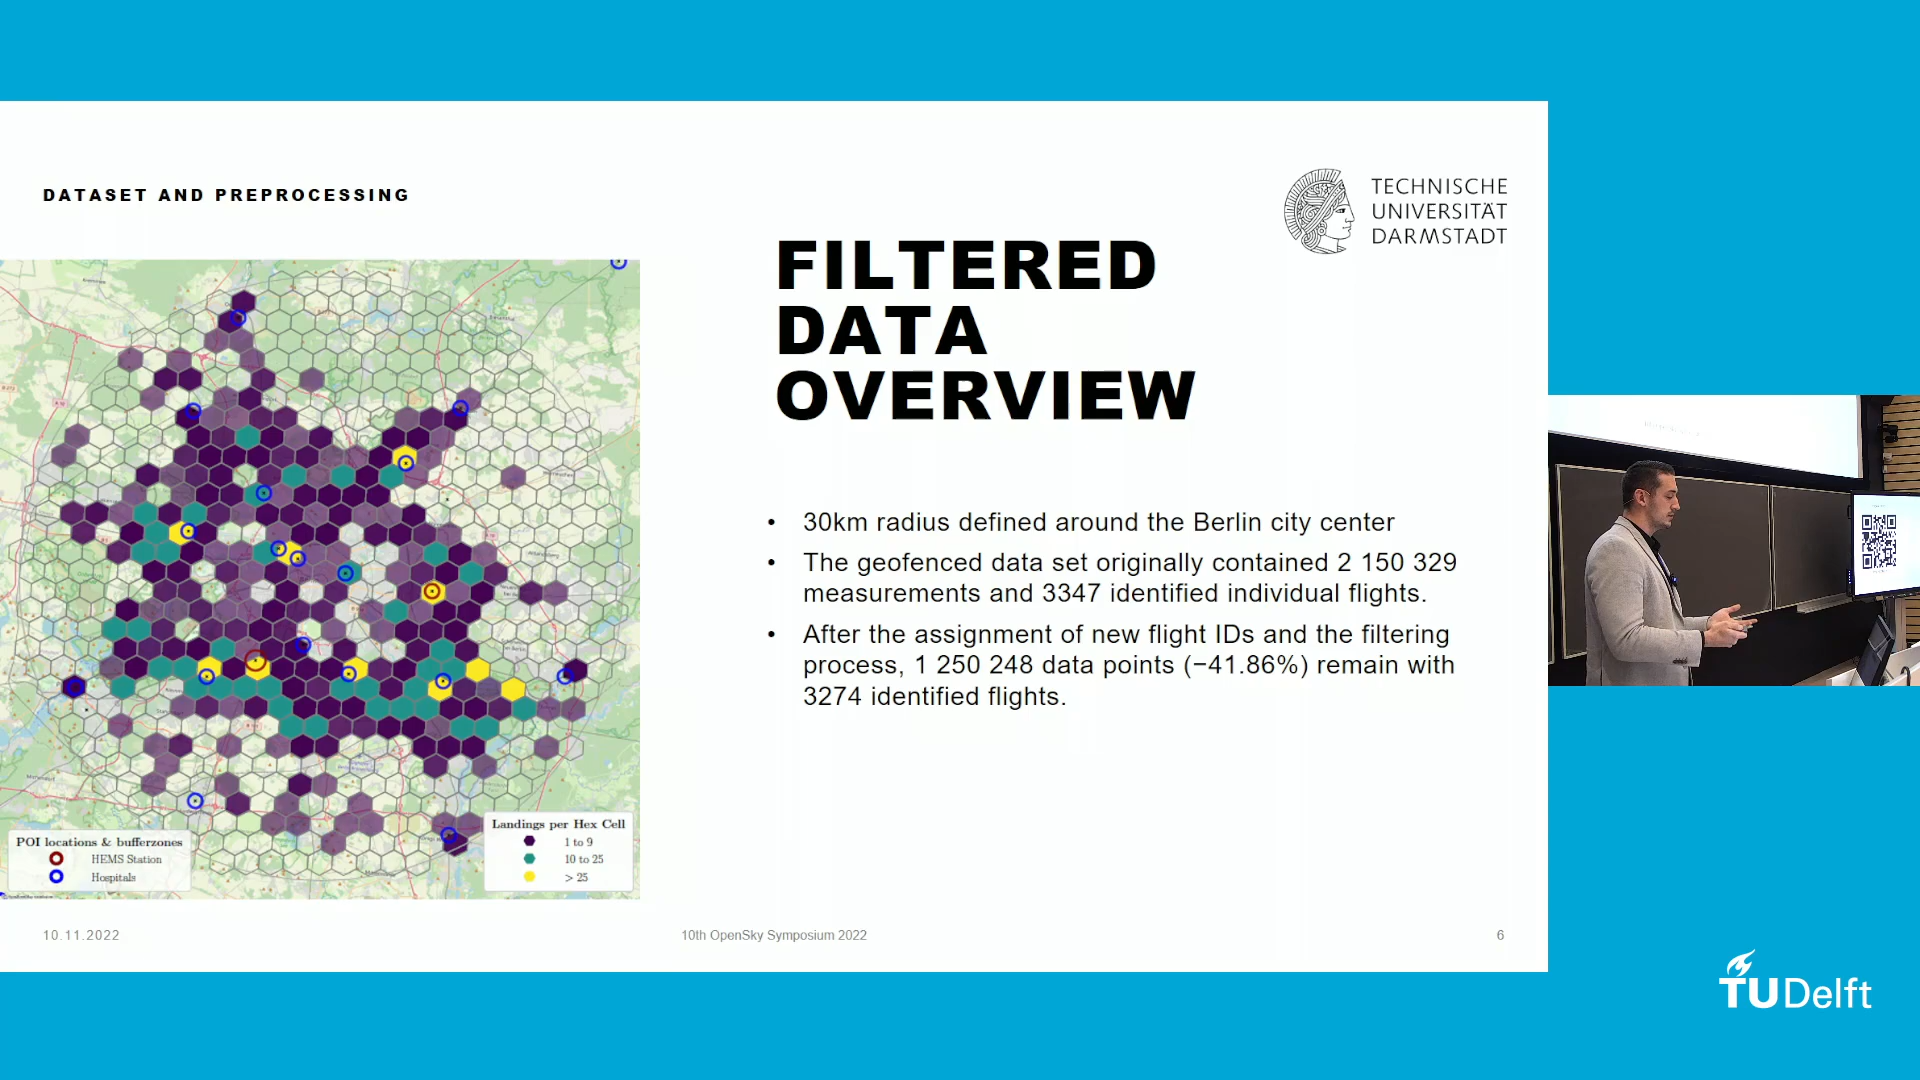 DATASET AND PREPROCESSING
TECHNISCHE
UNIVERSITÄT
DARMSTADT
FILTERED
DATA
OVERVIEW
• 30km radius defined around the Berlin city center
• The geofenced data set originally contained 2 150 329
measurements and 3347 identified individual flights.
• After the assignment of new flight IDs and the filtering
process, 1 250 248 data points (−41.86%) remain with
3274 identified flights.
POI locations & bufferzones
HEMS Station
Hospitals
Landings per Hex Cell
1 to 9
10 to 25
> 25
10.11.2022
10th OpenSky Symposium 2022
6
TUDelft